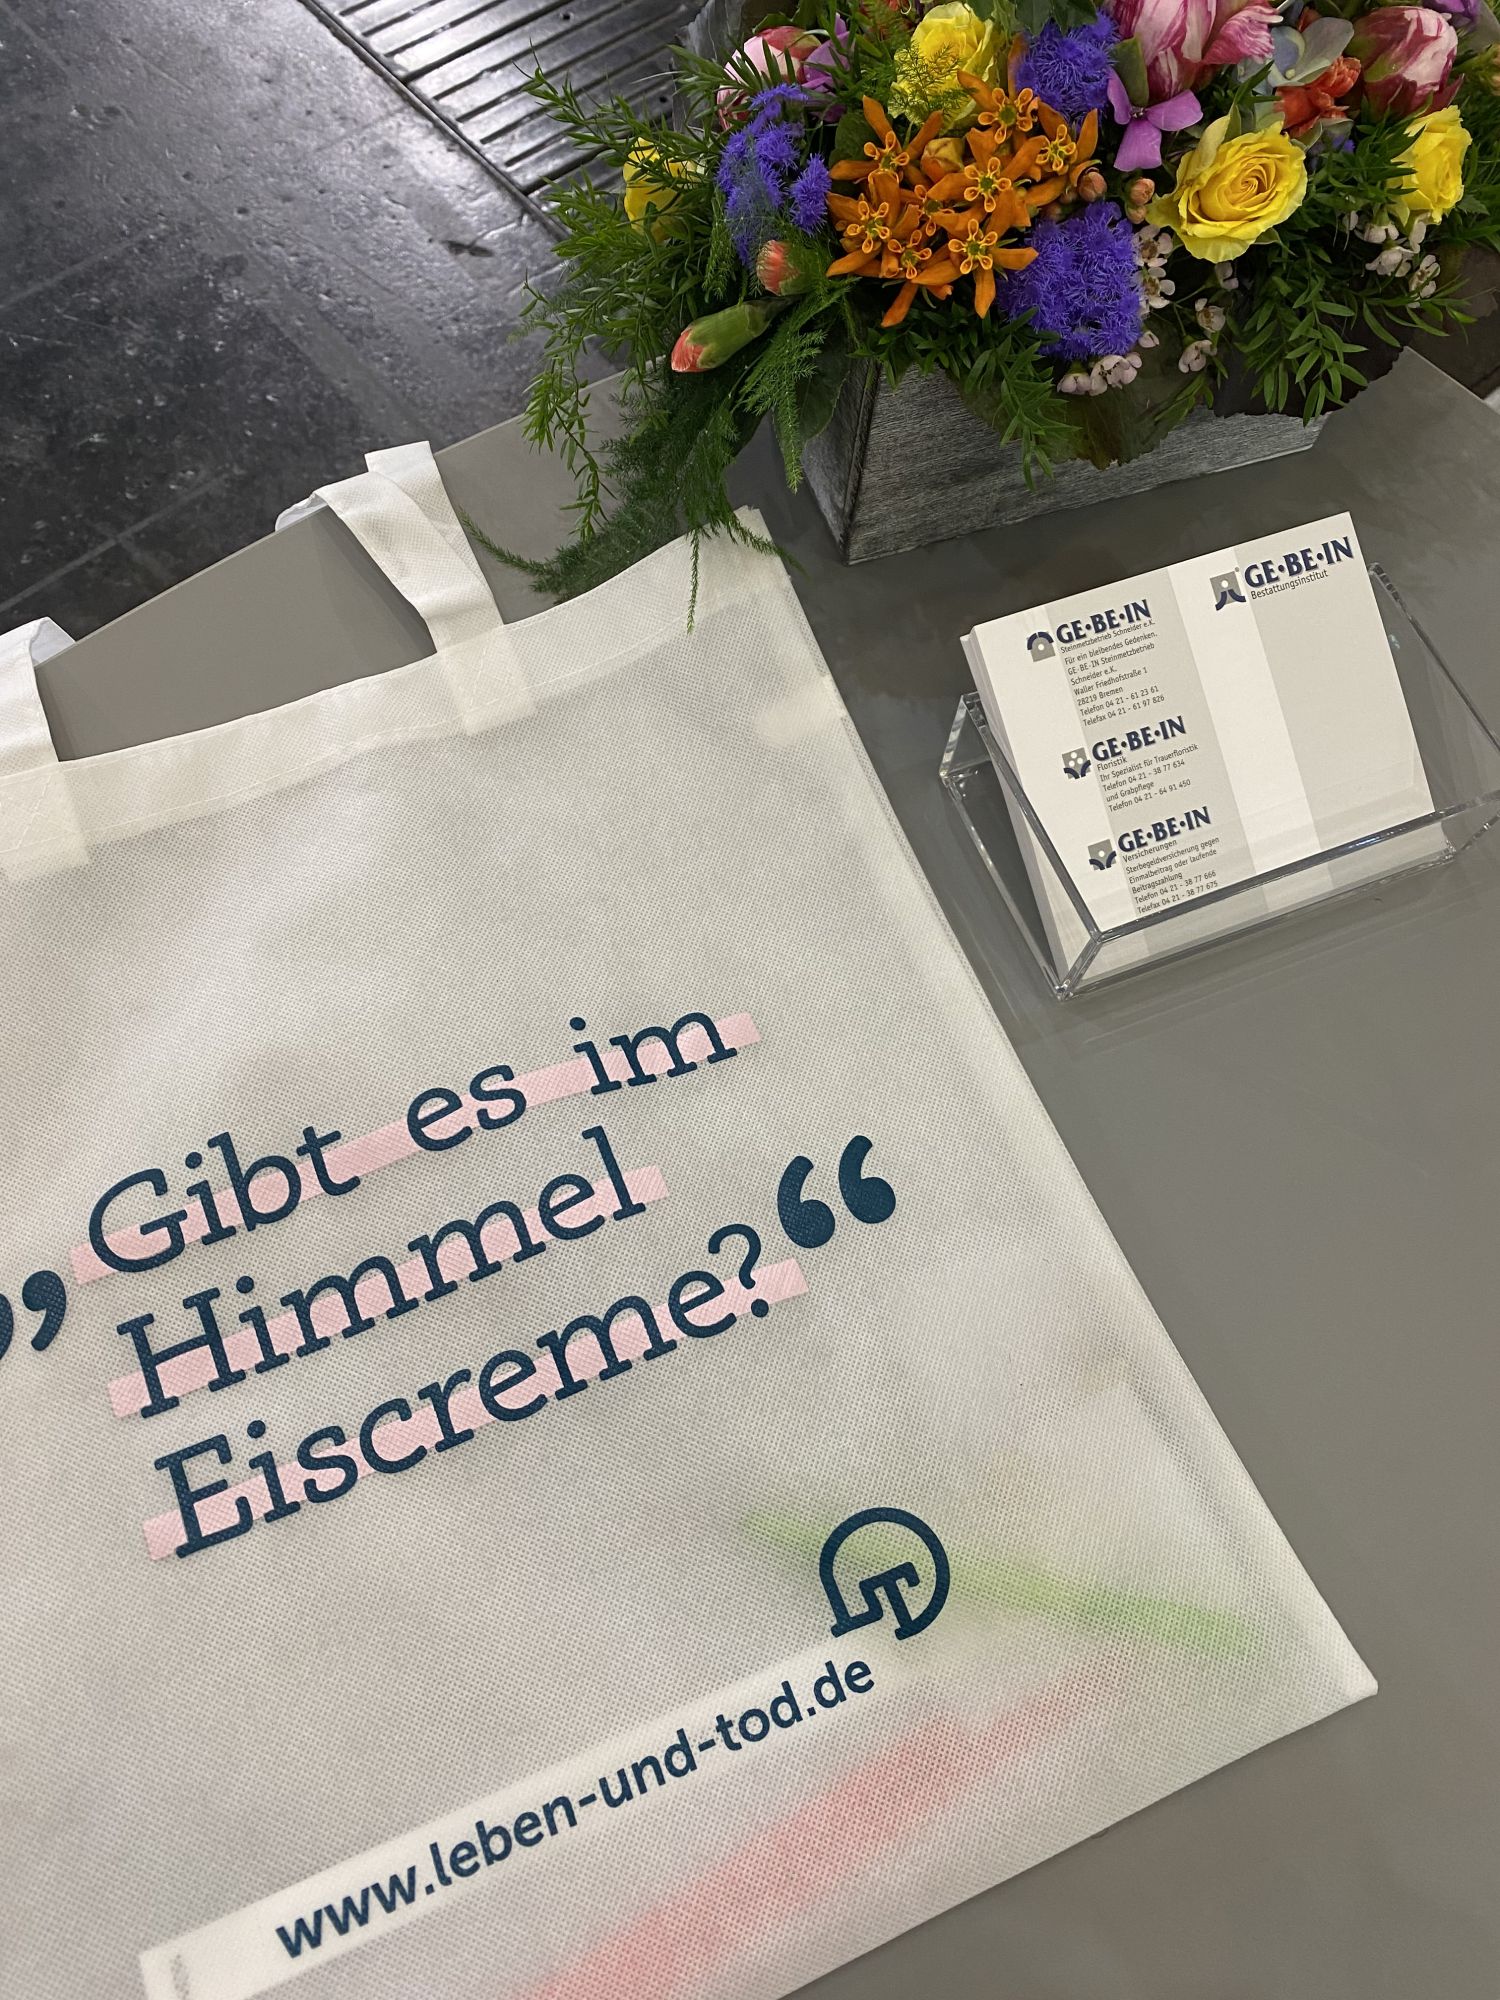 GE·BE·IN
Steinmetzbetrieb Schneider e.K.
Für ein bleibendes Gedenken.
GE-BE-IN Steinmetzbetrieb
Schneider e.K.
Waller Friedhofstraße 1
28219 Bremen
Telefon 04 21 - 61 23 61
Telefax 04 21 - 61 97 826
GE·BE·IN
Floristik
Ihr Spezialist für Trauerfloristik
Telefon 04 21 - 38 77 634
und Grabpflege
Telefon 04 21 - 64 91 450
GE·BE·IN
Versicherungen
Sterbegeldversicherung gegen
Einmalbeitrag oder laufende
Beitragszahlung
Telefon 04 21 - 38 77 666
Telefax 04 21 - 38 77 675
GE·BE·IN
Bestattungsinstitut
„Gibt es im
Himmel
Eiscreme?“
LT
www.leben-und-tod.de